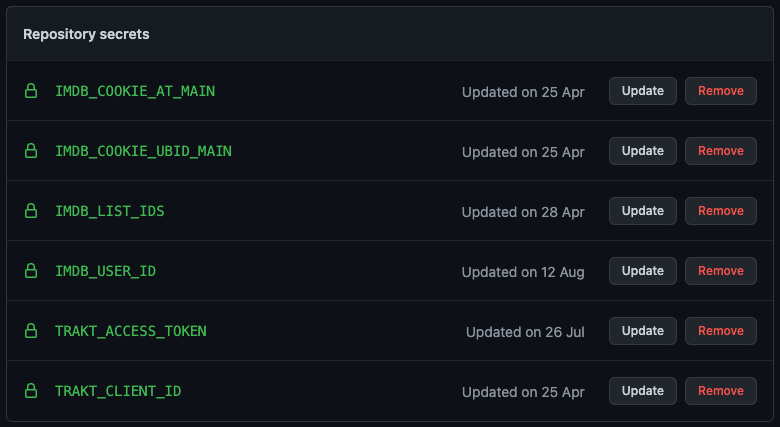 Repository secrets
IMDB_COOKIE_AT_MAIN Updated on 25 Apr Update Remove
IMDB_COOKIE_UBID_MAIN Updated on 25 Apr Update Remove
IMDB_LIST_IDS Updated on 28 Apr Update Remove
IMDB_USER_ID Updated on 12 Aug Update Remove
TRAKT_ACCESS_TOKEN Updated on 26 Jul Update Remove
TRAKT_CLIENT_ID Updated on 25 Apr Update Remove